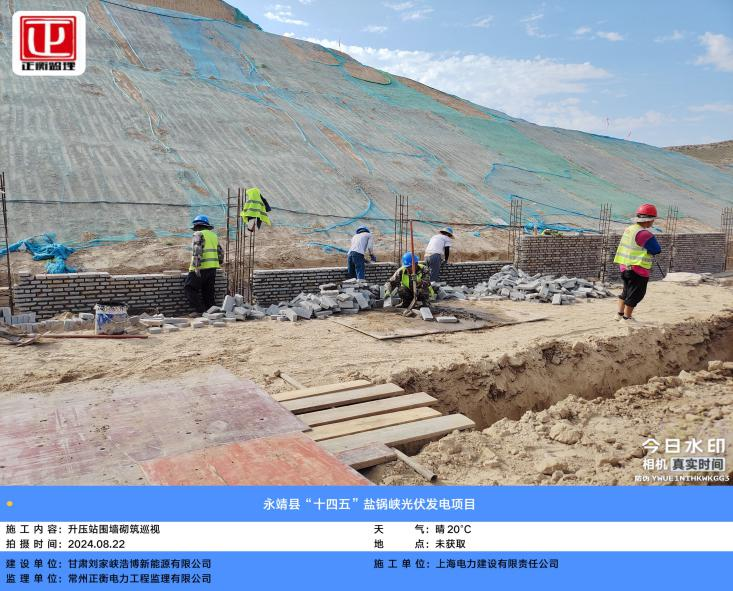 正衡监理
今日水印
相机 真实时间
防伪 YWUE1NTHKWKGG3
永靖县“十四五”盐锅峡光伏发电项目
施工内容：升压站围墙砌筑巡视
天 气：晴 20℃
拍摄时间：2024.08.22
地 点：未获取
建设单位：甘肃刘家峡浩博新能源有限公司
施工单位：上海电力建设有限责任公司
监理单位：常州正衡电力工程监理有限公司